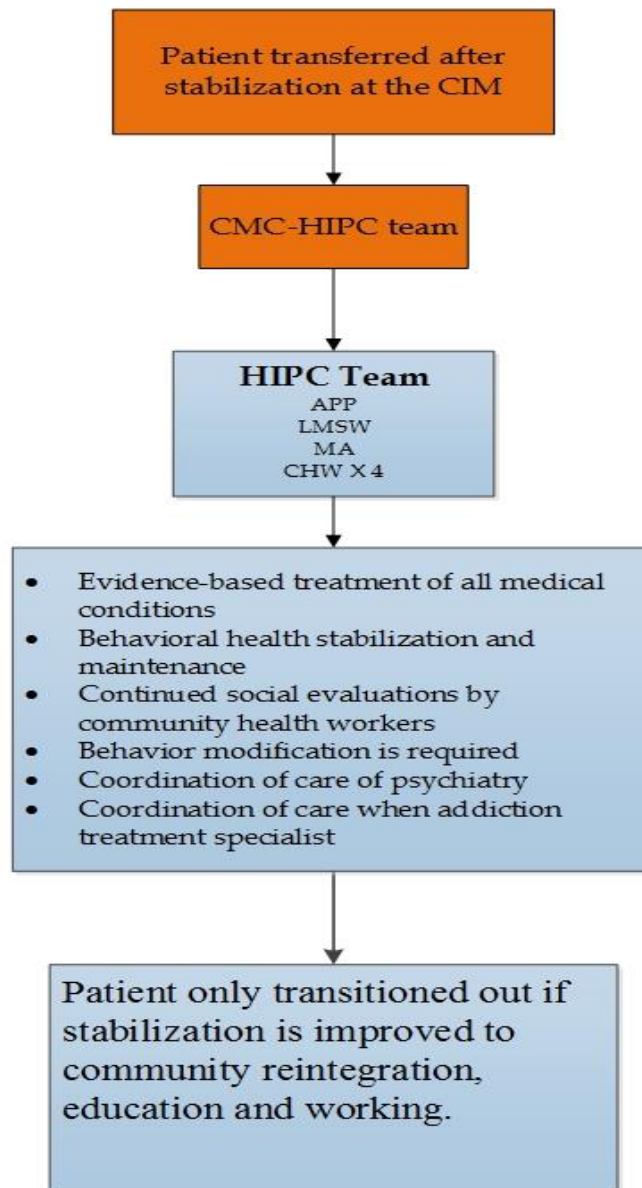 Patient transferred after
stabilization at the CIM
CMC-HIPC team
HIPC Team
APP
LMSW
MA
CHW X 4
• Evidence-based treatment of all medical
conditions
• Behavioral health stabilization and
maintenance
• Continued social evaluations by
community health workers
• Behavior modification is required
• Coordination of care of psychiatry
• Coordination of care when addiction
treatment specialist
Patient only transitioned out if
stabilization is improved to
community reintegration,
education and working.